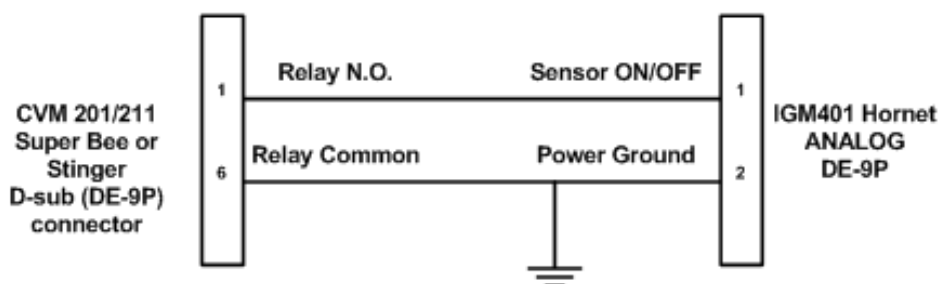 CVM 201/211
Super Bee or
Stinger
D-sub (DE-9P)
connector
1
Relay N.O.
Sensor ON/OFF
1
6
Relay Common
Power Ground
2
IGM401 Hornet
ANALOG
DE-9P